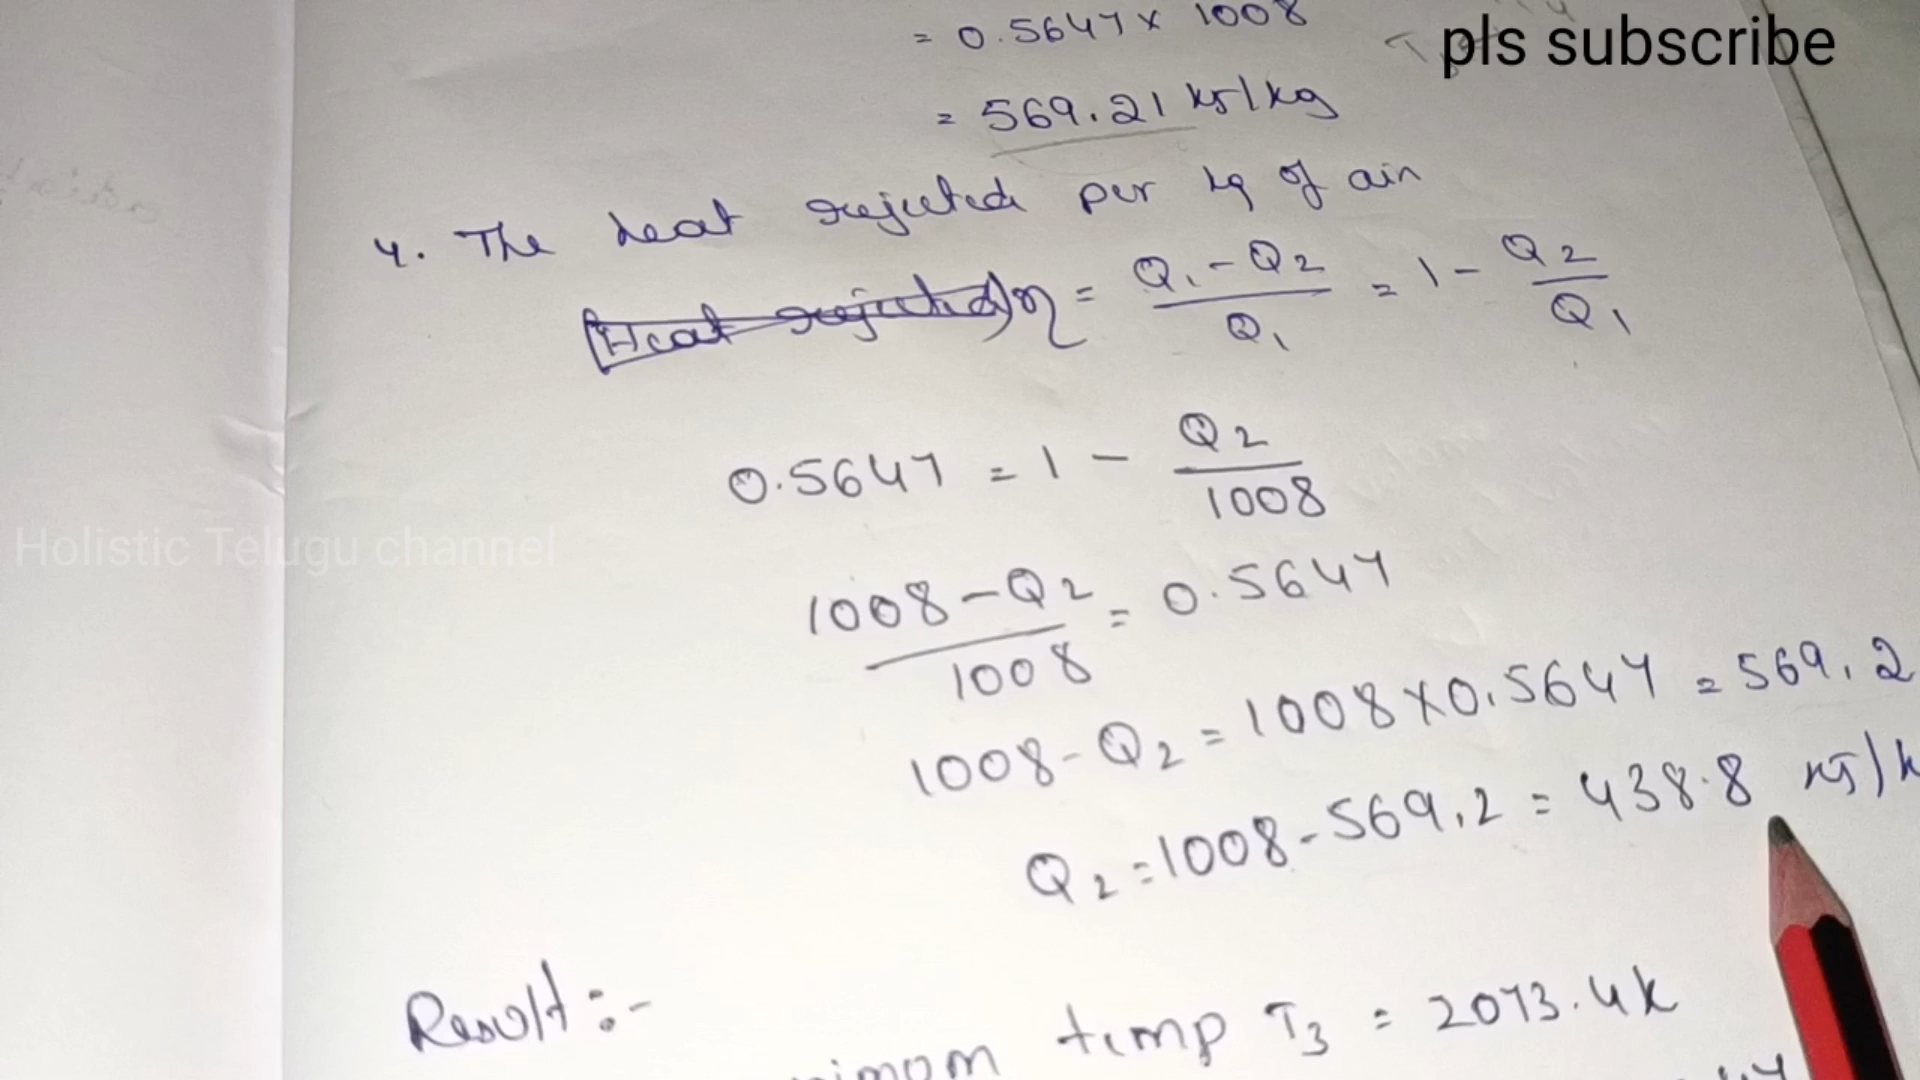 = 0.5647 x 1008
pls subscribe
= 569.21 kJ/kg
4. The heat rejected per kg of air
Heat rejected η = Q1 - Q2 / Q1 = 1 - Q2 / Q1
0.5647 = 1 - Q2 / 1008
Holistic Telugu channel
1008 - Q2 / 1008 = 0.5647
1008 - Q2 = 1008 x 0.5647 = 569.2
Q2 = 1008 - 569.2 = 438.8 kJ/k
Result :-
temp T3 = 2073.4k